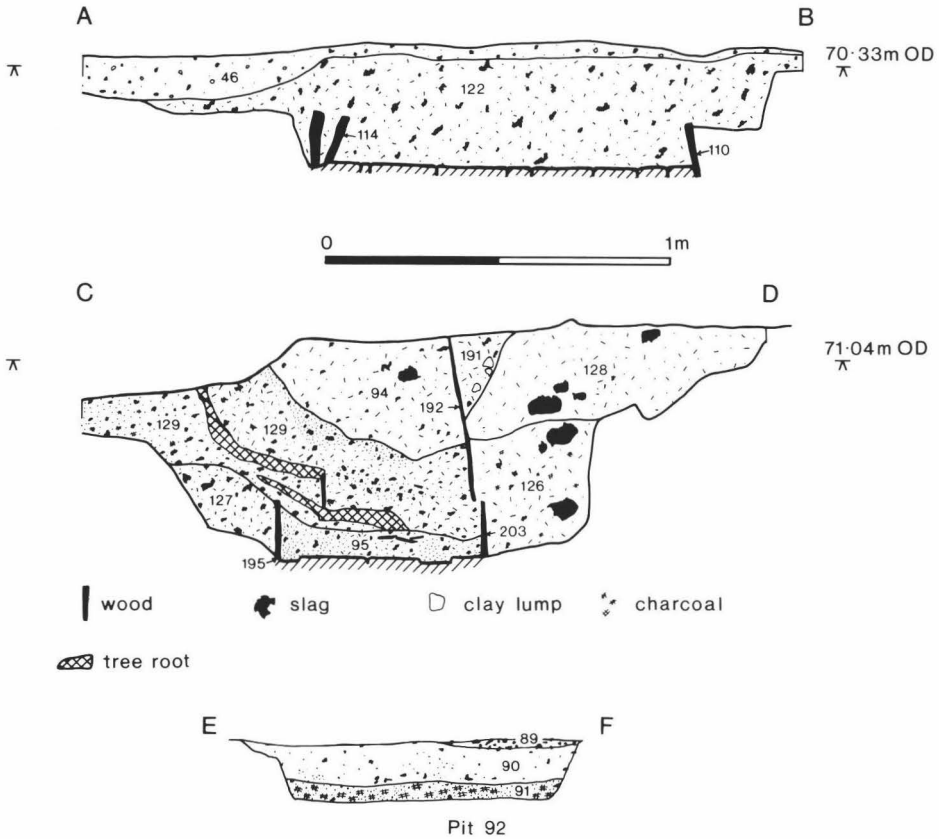 A B
70·33m OD
46
122
114
110
0 1m
C D
71·04m OD
191
94
128
192
129 129
127
126
95
203
195
wood slag clay lump charcoal
tree root
E F
89
90
91
Pit 92